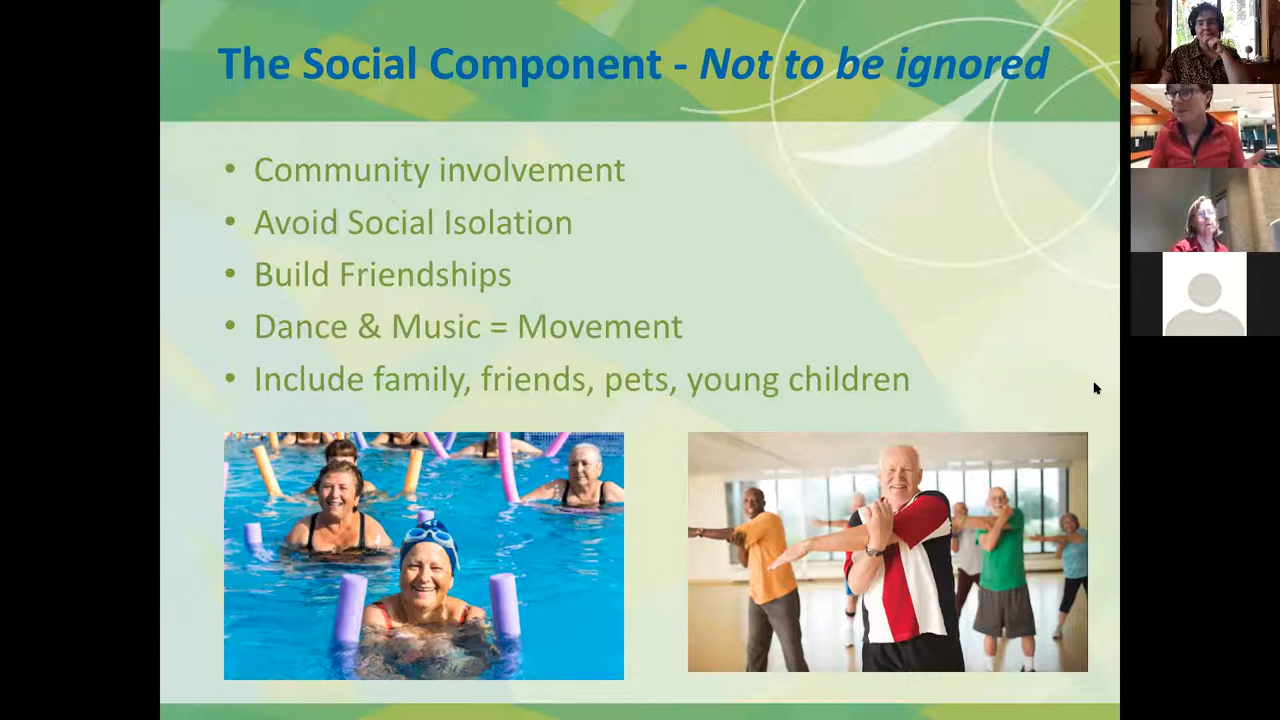 The Social Component - Not to be ignored
• Community involvement
• Avoid Social Isolation
• Build Friendships
• Dance & Music = Movement
• Include family, friends, pets, young children